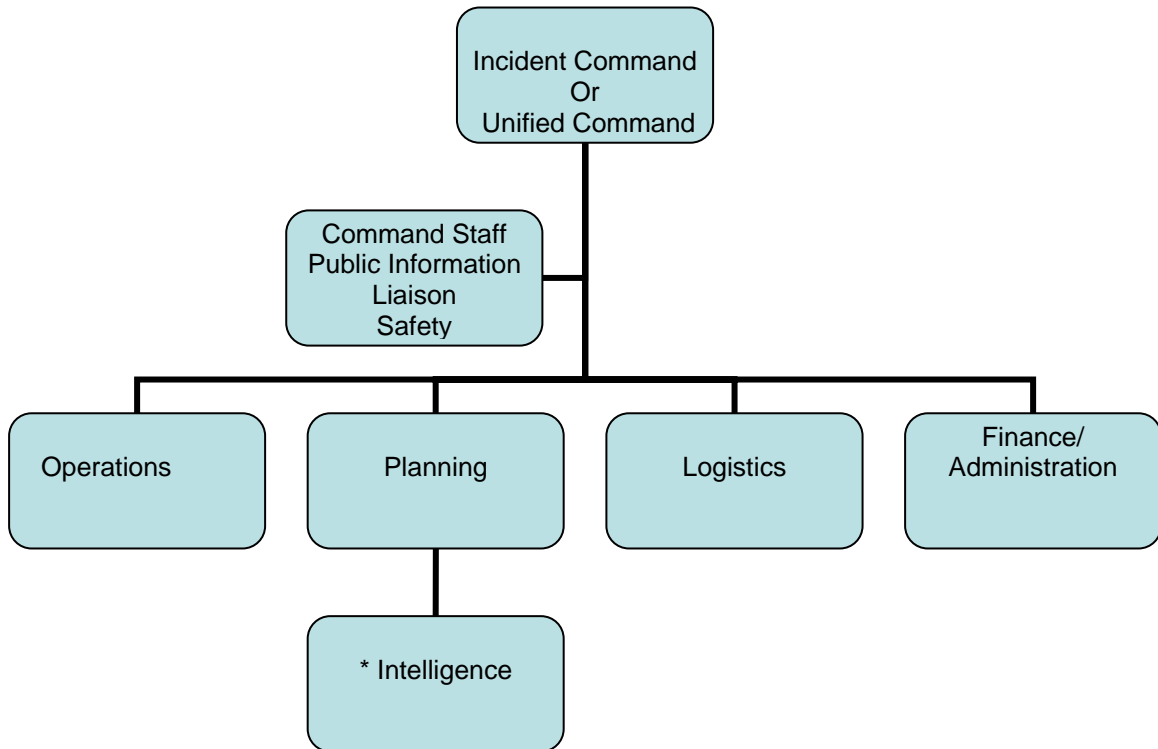 Incident Command
Or
Unified Command
Command Staff
Public Information
Liaison
Safety
Operations
Planning
Logistics
Finance/
Administration
* Intelligence